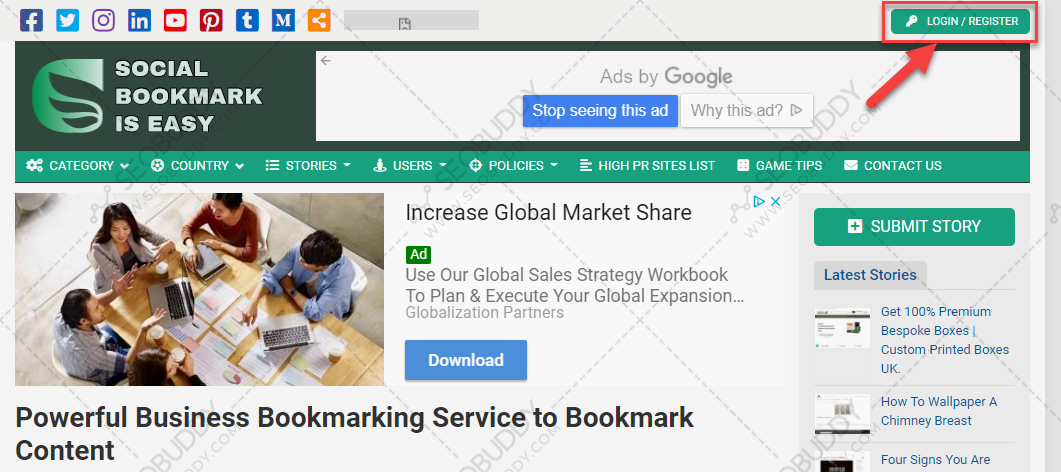 LOGIN / REGISTER
SOCIAL
BOOKMARK
IS EASY
Ads by Google
Stop seeing this ad
Why this ad?
CATEGORY
COUNTRY
STORIES
USERS
POLICIES
HIGH PR SITES LIST
GAME TIPS
CONTACT US
Increase Global Market Share
Ad
Use Our Global Sales Strategy Workbook
To Plan & Execute Your Global Expansion...
Globalization Partners
Download
SUBMIT STORY
Latest Stories
Get 100% Premium
Bespoke Boxes |
Custom Printed Boxes
UK.
How To Wallpaper A
Chimney Breast
Four Signs You Are
Powerful Business Bookmarking Service to Bookmark
Content
SEOBUDDY
WWW.SEOBUDDY.COM